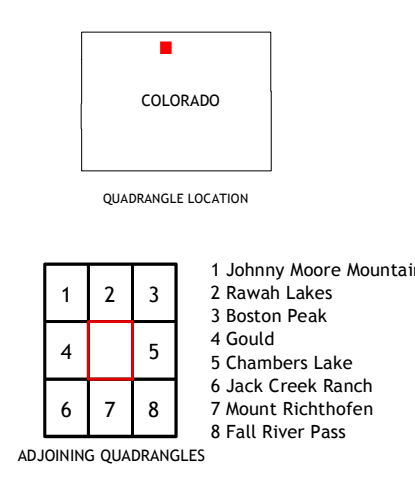 COLORADO
QUADRANGLE LOCATION
1 2 3
4 5
6 7 8
ADJOINING QUADRANGLES
1 Johnny Moore Mountain
2 Rawah Lakes
3 Boston Peak
4 Gould
5 Chambers Lake
6 Jack Creek Ranch
7 Mount Richthofen
8 Fall River Pass